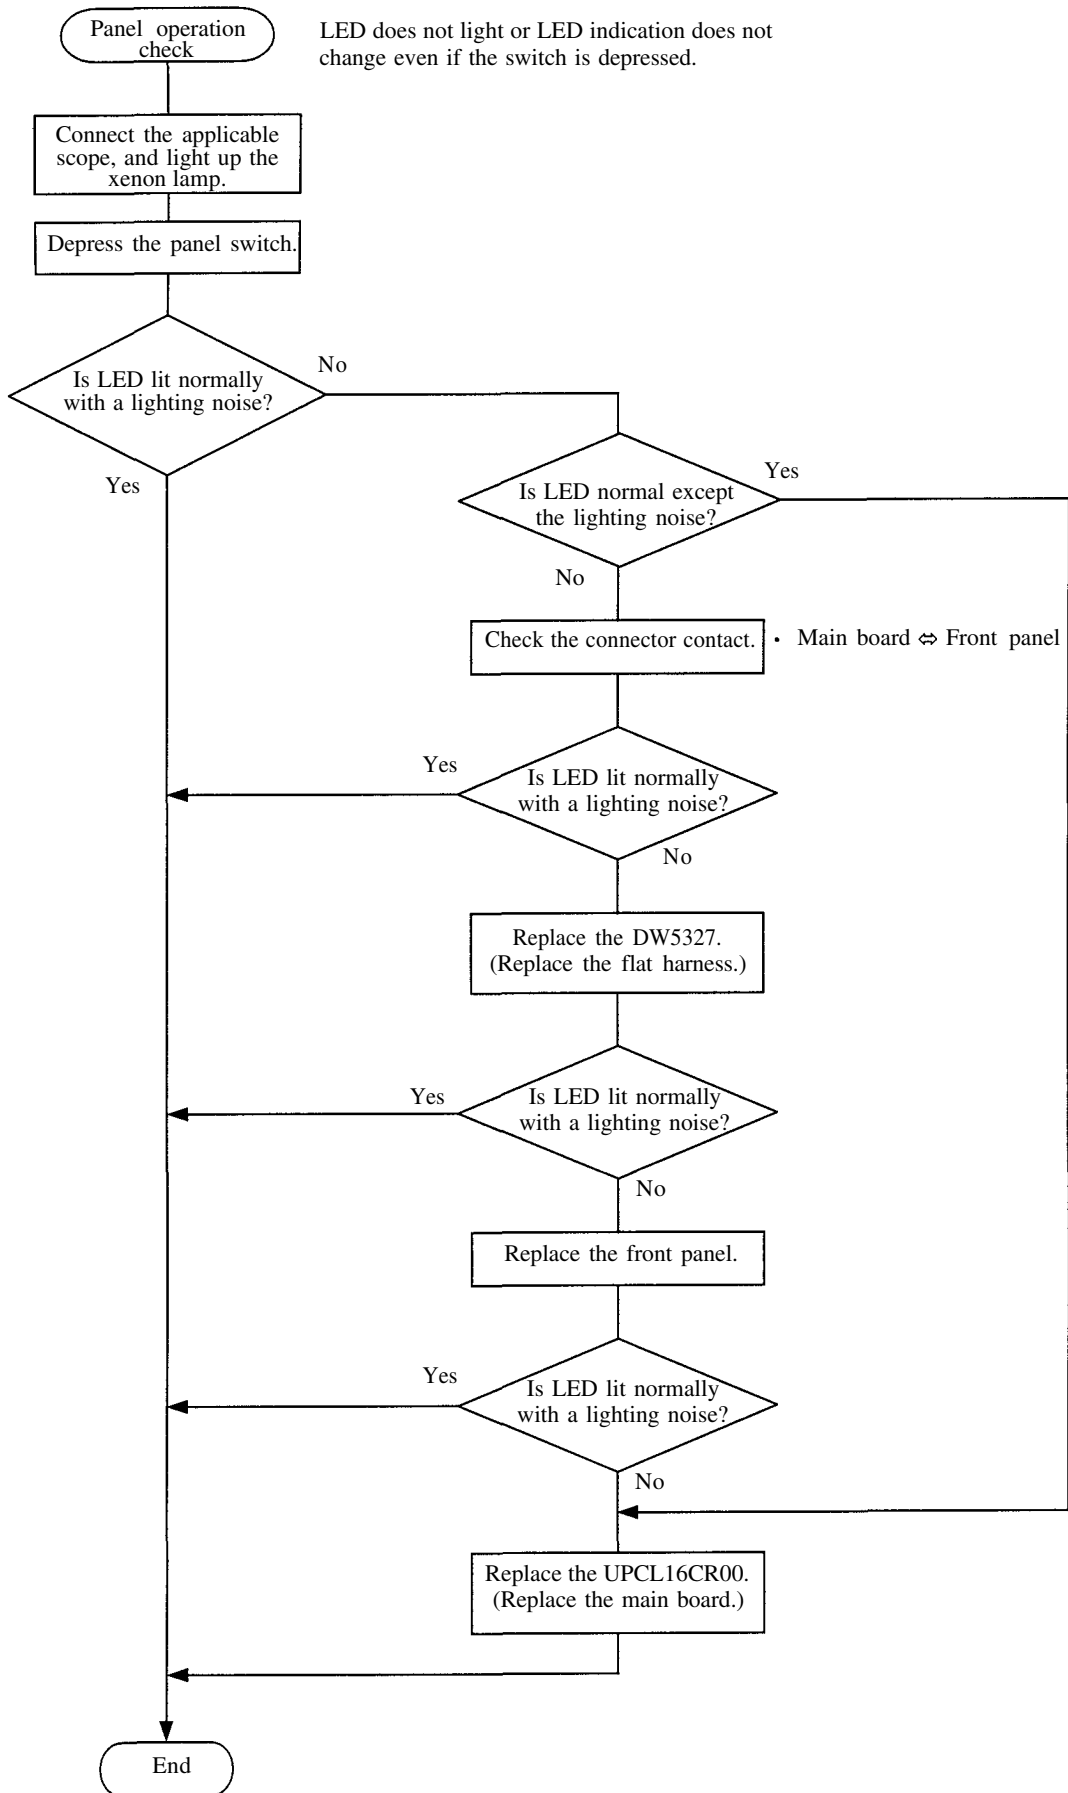 Panel operation
check
LED does not light or LED indication does not
change even if the switch is depressed.
Connect the applicable
scope, and light up the
xenon lamp.
Depress the panel switch.
Is LED lit normally
with a lighting noise?
No
Yes
Is LED normal except
the lighting noise?
Yes
No
Check the connector contact.
• Main board ⇔ Front panel
Is LED lit normally
with a lighting noise?
Yes
No
Replace the DW5327.
(Replace the flat harness.)
Is LED lit normally
with a lighting noise?
Yes
No
Replace the front panel.
Is LED lit normally
with a lighting noise?
Yes
No
Replace the UPCL16CR00.
(Replace the main board.)
End